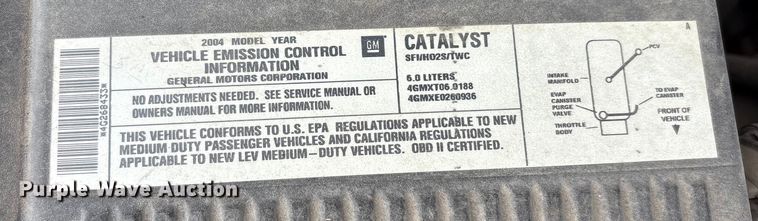 2004 MODEL YEAR
VEHICLE EMISSION CONTROL
INFORMATION
GENERAL MOTORS CORPORATION
GM
CATALYST
SFI/HO2S/TWC
6.0 LITERS
4GMXT06.0188
4GMXE0260936
NO ADJUSTMENTS NEEDED. SEE SERVICE MANUAL OR
OWNERS MANUAL FOR MORE INFORMATION.
THIS VEHICLE CONFORMS TO U.S. EPA REGULATIONS APPLICABLE TO NEW
MEDIUM-DUTY PASSENGER VEHICLES AND CALIFORNIA REGULATIONS
APPLICABLE TO NEW LEV MEDIUM-DUTY VEHICLES. OBD II CERTIFIED.
A
PCV
INTAKE
MANIFOLD
EVAP
CANISTER
PURGE
VALVE
THROTTLE
BODY
TO EVAP
CANISTER
FRONT OF
VEHICLE
*4G268433*
Purple Wave Auction